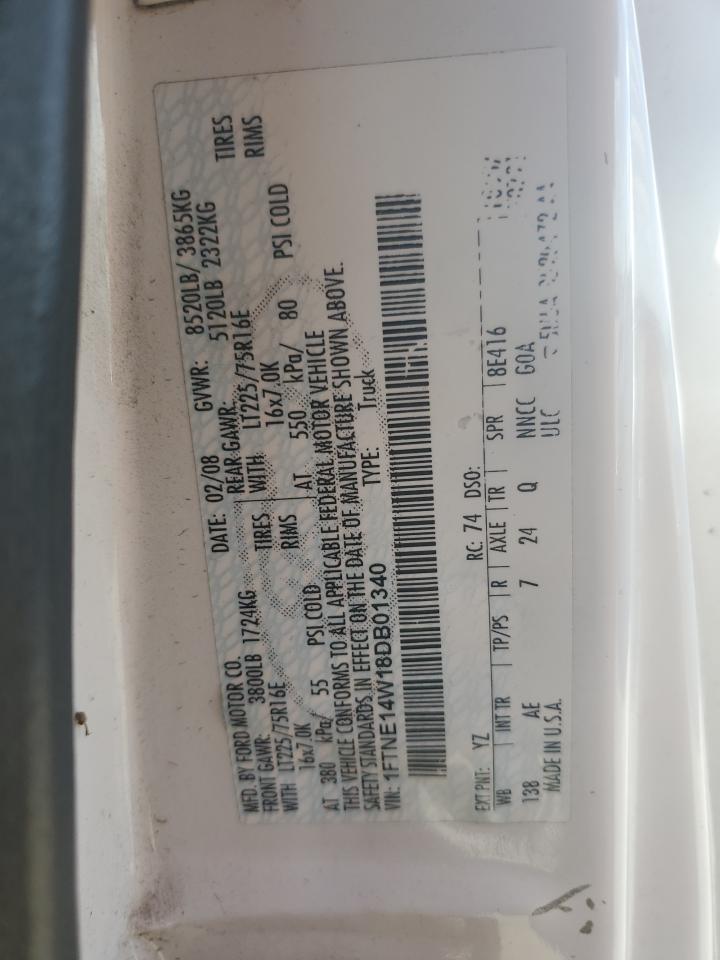 MFD. BY FORD MOTOR CO.
DATE: 02/08 GVWR: 8520LB/ 3865KG
FRONT GAWR: 3800LB 1724KG REAR GAWR: 5120LB 2322KG
WITH LT225/75R16E TIRES WITH LT225/75R16E TIRES
16x7.0K RIMS 16x7.0K RIMS
AT 380 kPa/ 55 PSI COLD AT 550 kPa/ 80 PSI COLD
THIS VEHICLE CONFORMS TO ALL APPLICABLE FEDERAL MOTOR VEHICLE
SAFETY STANDARDS IN EFFECT ON THE DATE OF MANUFACTURE SHOWN ABOVE.
VIN: 1FTNE14W18DB01340 TYPE: Truck
EXT PNT: YZ RC: 74 DSO:
WB INT TR TP/PS R AXLE TR SPR 8E416
138 AE 7 24 Q NNCC GOA
MADE IN U.S.A. ULC